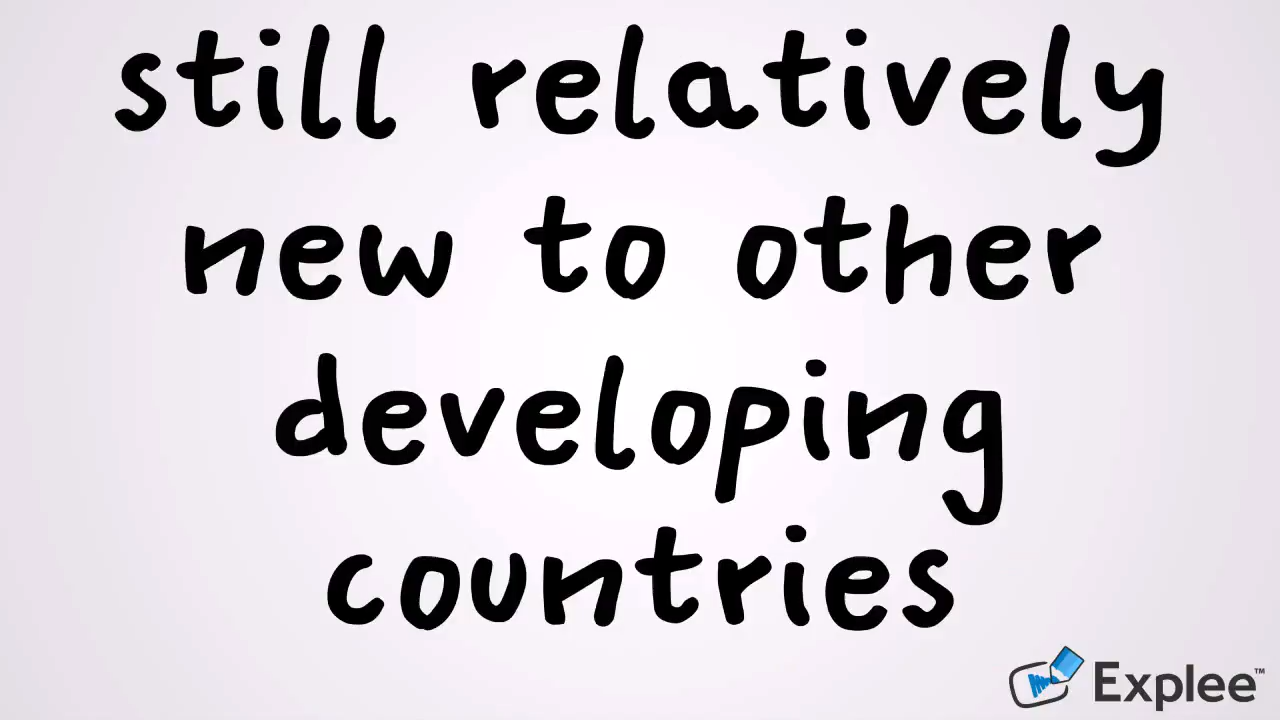 still relatively
new to other
developing
countries
Explee™